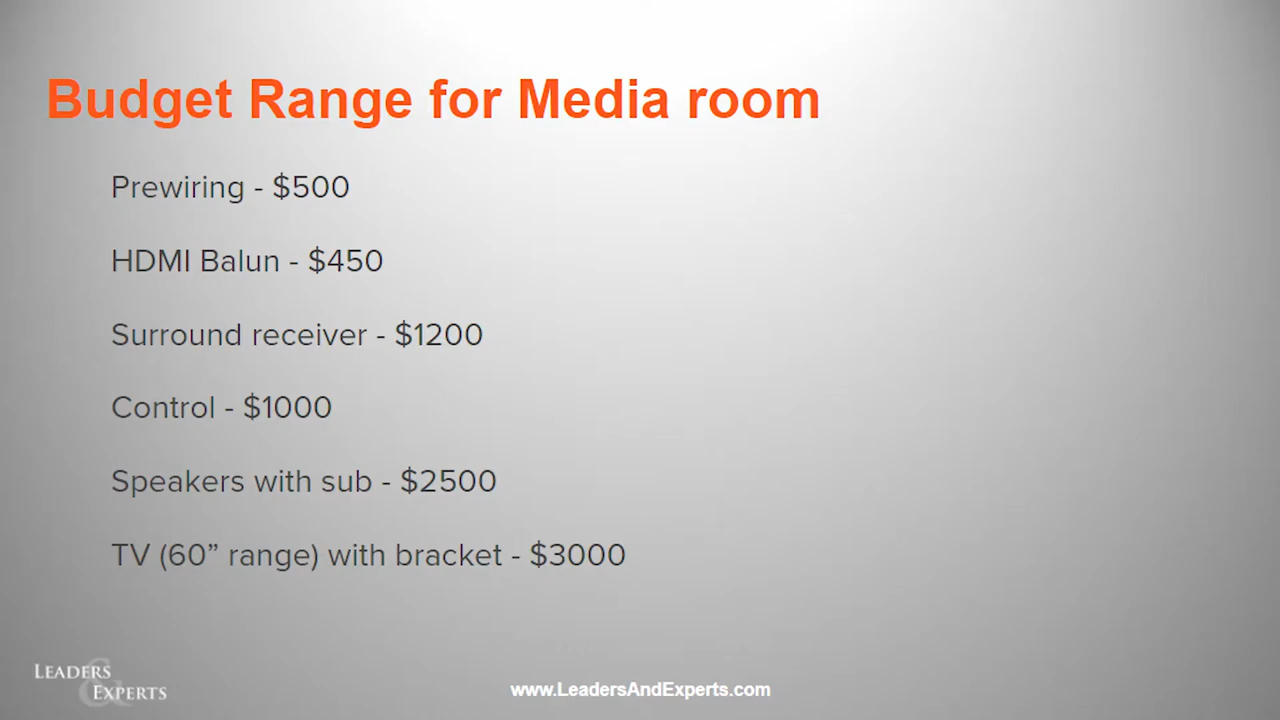 Budget Range for Media room
Prewiring - $500
HDMI Balun - $450
Surround receiver - $1200
Control - $1000
Speakers with sub - $2500
TV (60” range) with bracket - $3000
LEADERS
& EXPERTS
www.LeadersAndExperts.com